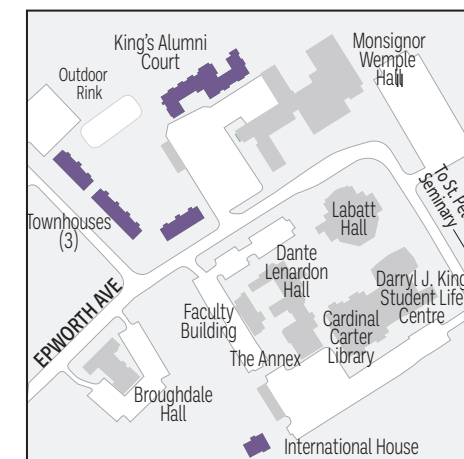 King's Alumni
Court
Monsignor
Wemple
Hall
Outdoor
Rink
To St. Pet
Seminary
Townhouses
(3)
Labatt
Hall
Dante
Lenardon
Hall
Darryl J. King
Student Life
Centre
EPWORTH AVE
Faculty
Building
Cardinal
Carter
Library
The Annex
Broughdale
Hall
International House